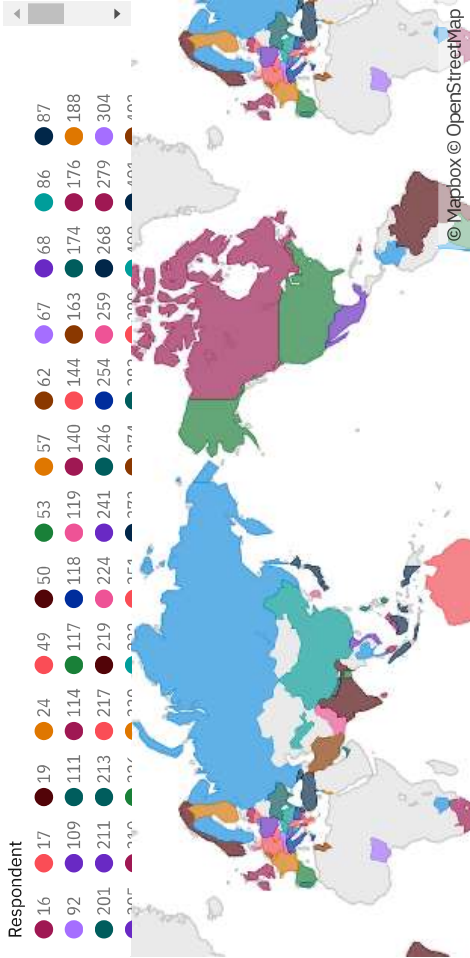 Respondent
16 17 19 24 49 50 53 57 62 67 68 86 87
92 109 111 114 117 118 119 140 144 163 174 176 188
201 211 213 217 219 224 241 246 254 259 268 279 304
© Mapbox © OpenStreetMap